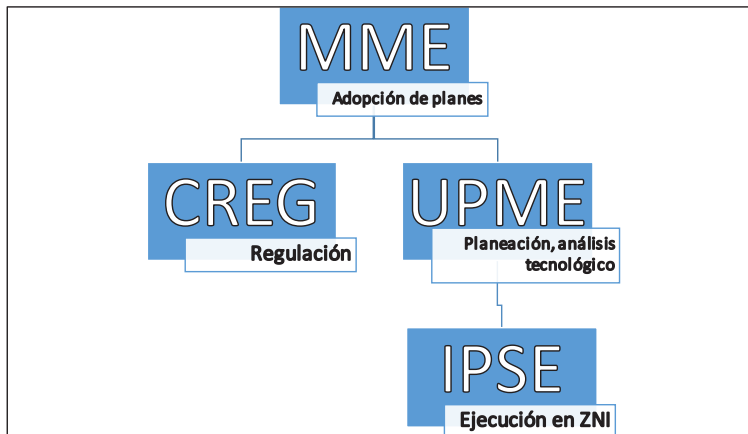 MME
Adopción de planes
CREG
Regulación
UPME
Planeación, análisis
tecnológico
IPSE
Ejecución en ZNI